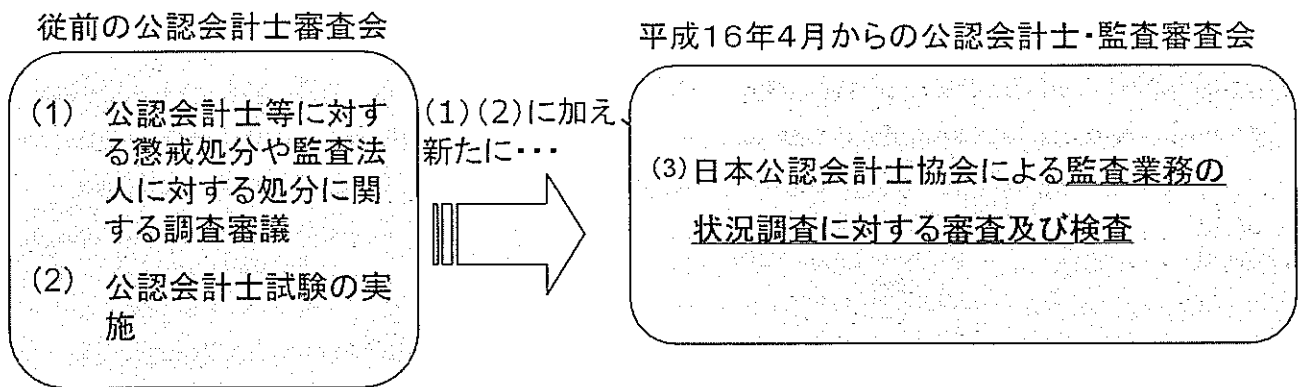 従前の公認会計士審査会
(1) 公認会計士等に対す
る懲戒処分や監査法
人に対する処分に関
する調査審議
(2) 公認会計士試験の実
施
(1)(2)に加え、
新たに・・・
平成16年4月からの公認会計士・監査審査会
(3)日本公認会計士協会による監査業務の
状況調査に対する審査及び検査